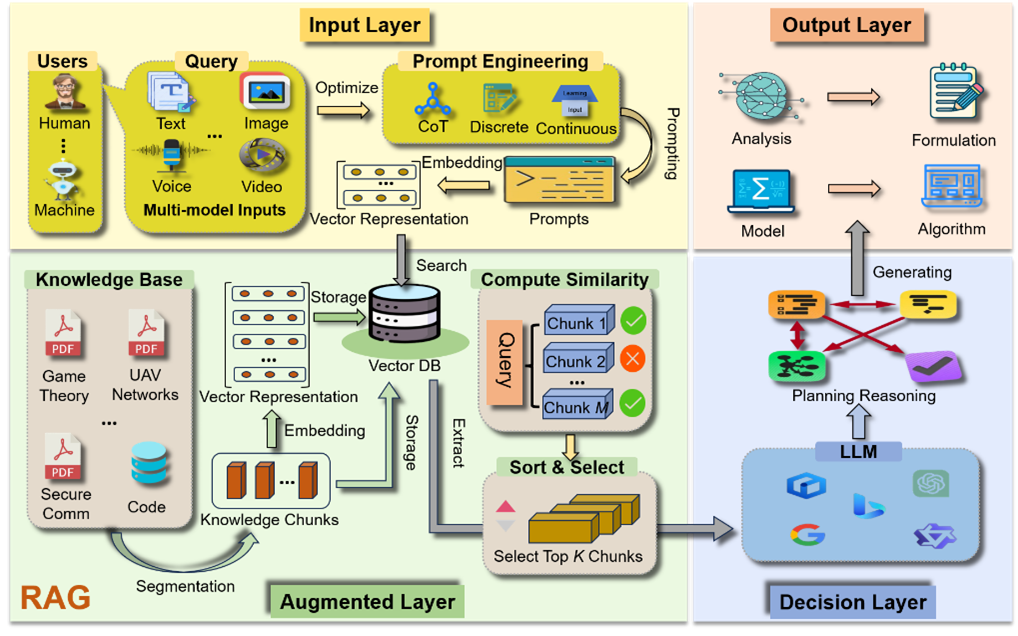 Input Layer
Users
Human
Machine
Query
Text
...
Image
Voice
Video
Multi-model Inputs
Optimize
Prompt Engineering
CoT
Discrete
Learning
Input
Continuous
Prompting
Prompts
Embedding
...
Vector Representation
Search
Output Layer
Analysis
Formulation
Model
Algorithm
Knowledge Base
PDF
Game
Theory
PDF
UAV
Networks
...
PDF
Secure
Comm
Code
Segmentation
RAG
...
Vector Representation
Storage
Embedding
...
Knowledge Chunks
Storage
Vector DB
Extract
Compute Similarity
Query
Chunk 1
Chunk 2
...
Chunk M
Sort & Select
Select Top K Chunks
Augmented Layer
Generating
Planning Reasoning
LLM
Decision Layer